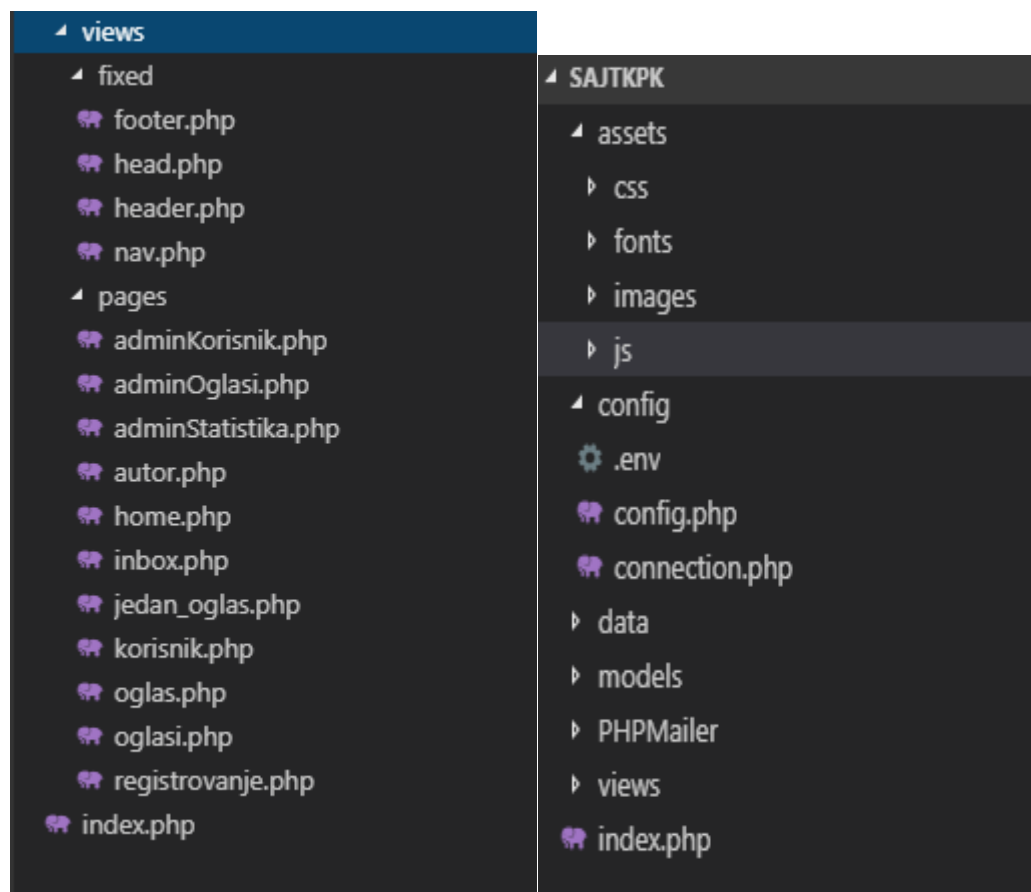 views
fixed
footer.php
head.php
header.php
nav.php
pages
adminKorisnik.php
adminOglasi.php
adminStatistika.php
autor.php
home.php
inbox.php
jedan_oglas.php
korisnik.php
oglas.php
oglasi.php
registrovanje.php
index.php
SAJTKPK
assets
css
fonts
images
js
config
.env
config.php
connection.php
data
models
PHPMailer
views
index.php